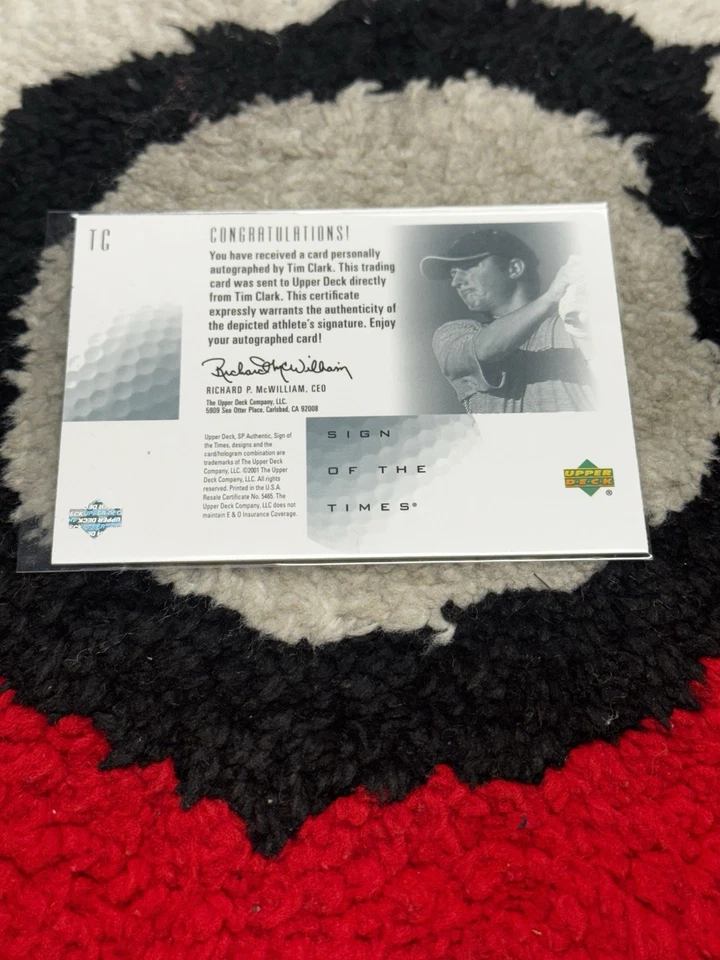 TC
CONGRATULATIONS!
You have received a card personally
autographed by Tim Clark. This trading
card was sent to Upper Deck directly
from Tim Clark. This certificate
expressly warrants the authenticity of
the depicted athlete's signature. Enjoy
your autographed card!
Richard McWilliam
RICHARD P. McWILLIAM, CEO
The Upper Deck Company, LLC.
5909 Sea Otter Place, Carlsbad, CA 92008
Upper Deck, SP Authentic, Sign of
the Times, designs and the
card/hologram combination are
trademarks of The Upper Deck
Company, LLC. ©2001 The Upper
Deck Company, LLC. All rights
reserved. Printed in the U.S.A.
Resale Certificate No. 5465. The
Upper Deck Company, LLC does not
maintain E & O Insurance Coverage.
SIGN
OF THE
TIMES®
UPPER
DECK
®
UPPER DECK